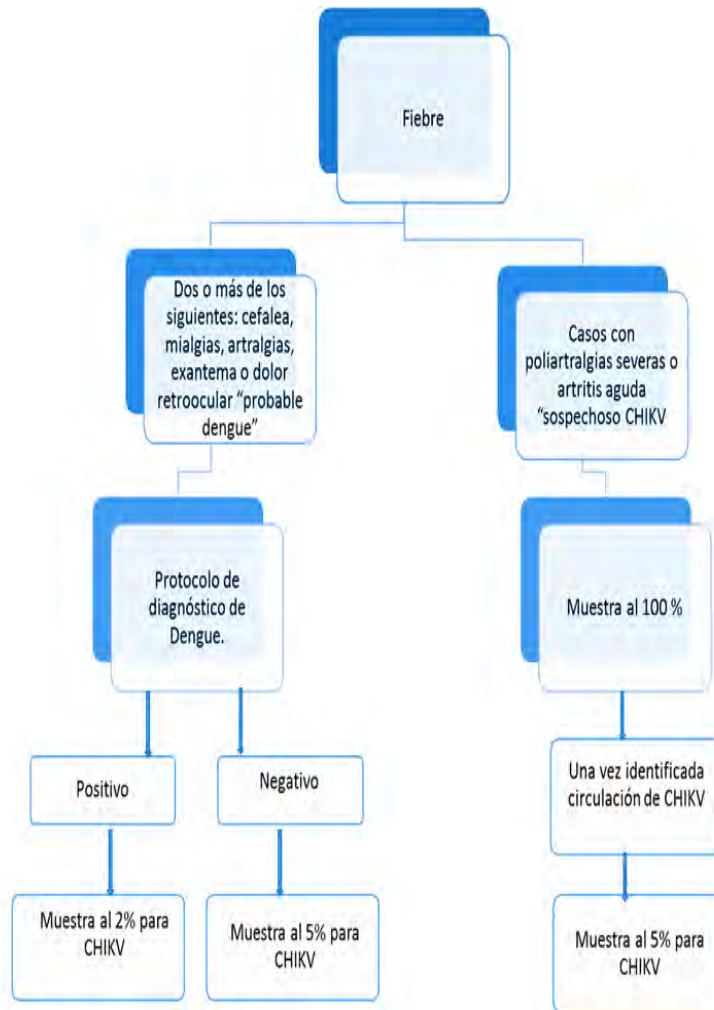 Fiebre
Dos o más de los
siguientes: cefalea,
mialgias, artralgias,
exantema o dolor
retroocular “probable
dengue”
Casos con
poliartralgias severas o
artritis aguda
“sospechoso CHIKV
Protocolo de
diagnóstico de
Dengue.
Muestra al 100 %
Positivo
Negativo
Una vez identificada
circulación de CHIKV
Muestra al 2% para
CHIKV
Muestra al 5% para
CHIKV
Muestra al 5% para
CHIKV